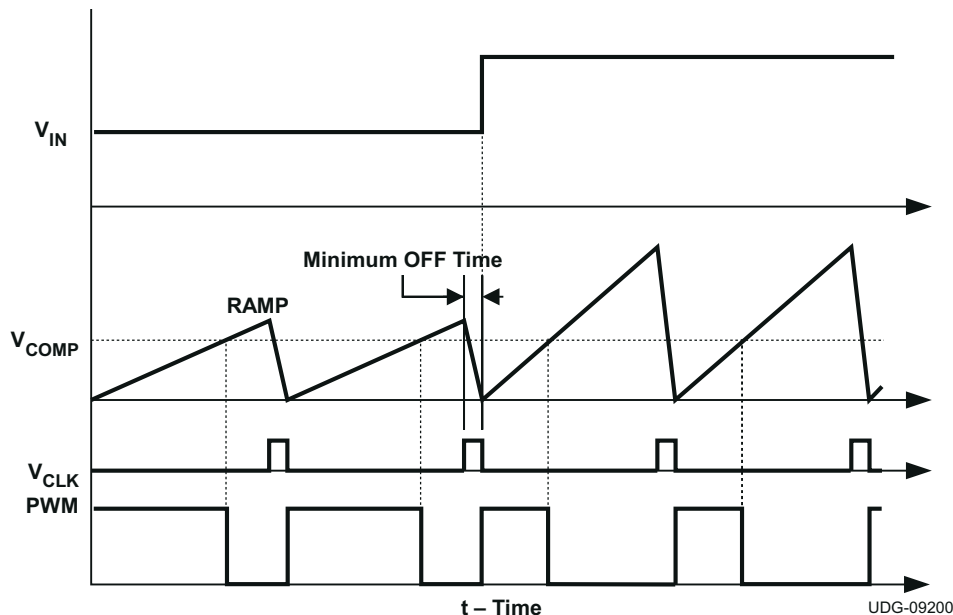 V_IN
Minimum OFF Time
RAMP
V_COMP
V_CLK
PWM
t – Time
UDG-09200